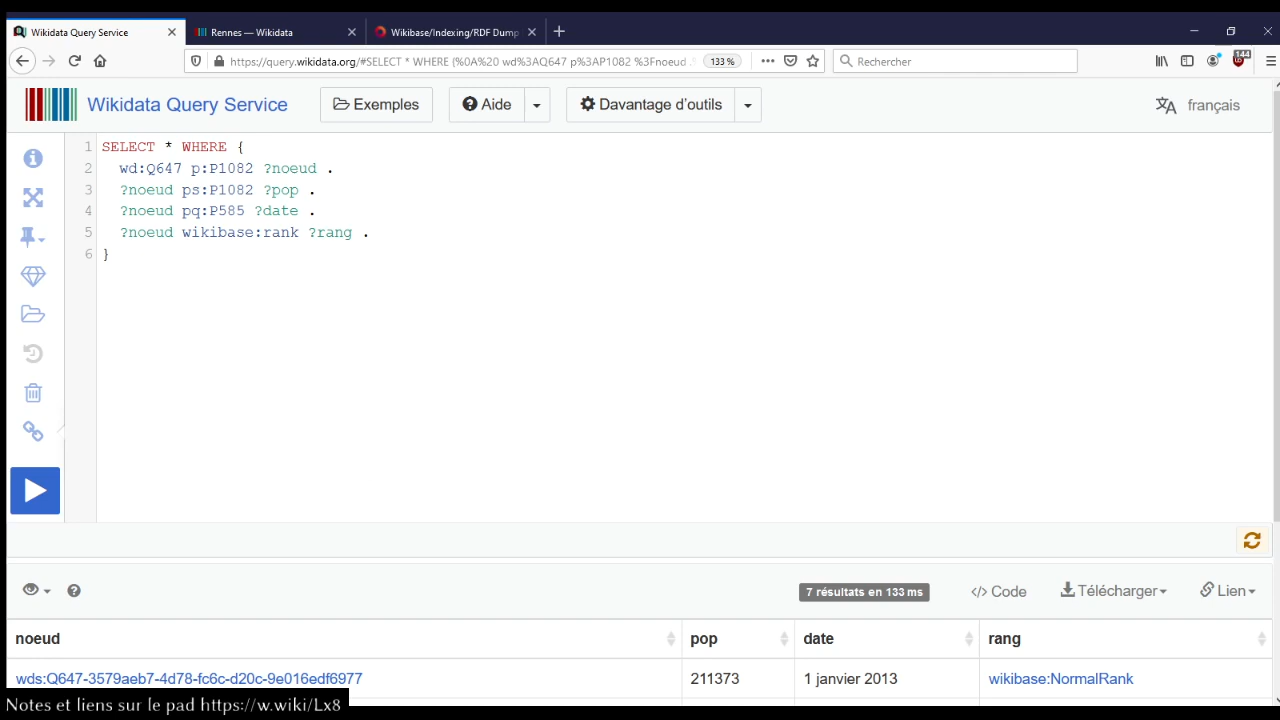 Wikidata Query Service
Rennes — Wikidata
Wikibase/Indexing/RDF Dump
https://query.wikidata.org/#SELECT * WHERE {%0A%20 wd%3AQ647 p%3AP1082 %3Fnoeud .
133 %
Rechercher
144
Wikidata Query Service
Exemples
Aide
Davantage d'outils
français
1 SELECT * WHERE {
2 wd:Q647 p:P1082 ?noeud .
3 ?noeud ps:P1082 ?pop .
4 ?noeud pq:P585 ?date .
5 ?noeud wikibase:rank ?rang .
6 }
7 résultats en 133 ms
</> Code
Télécharger
Lien
noeud pop date rang
wds:Q647-3579aeb7-4d78-fc6c-d20c-9e016edf6977 211373 1 janvier 2013 wikibase:NormalRank
Notes et liens sur le pad https://w.wiki/Lx8